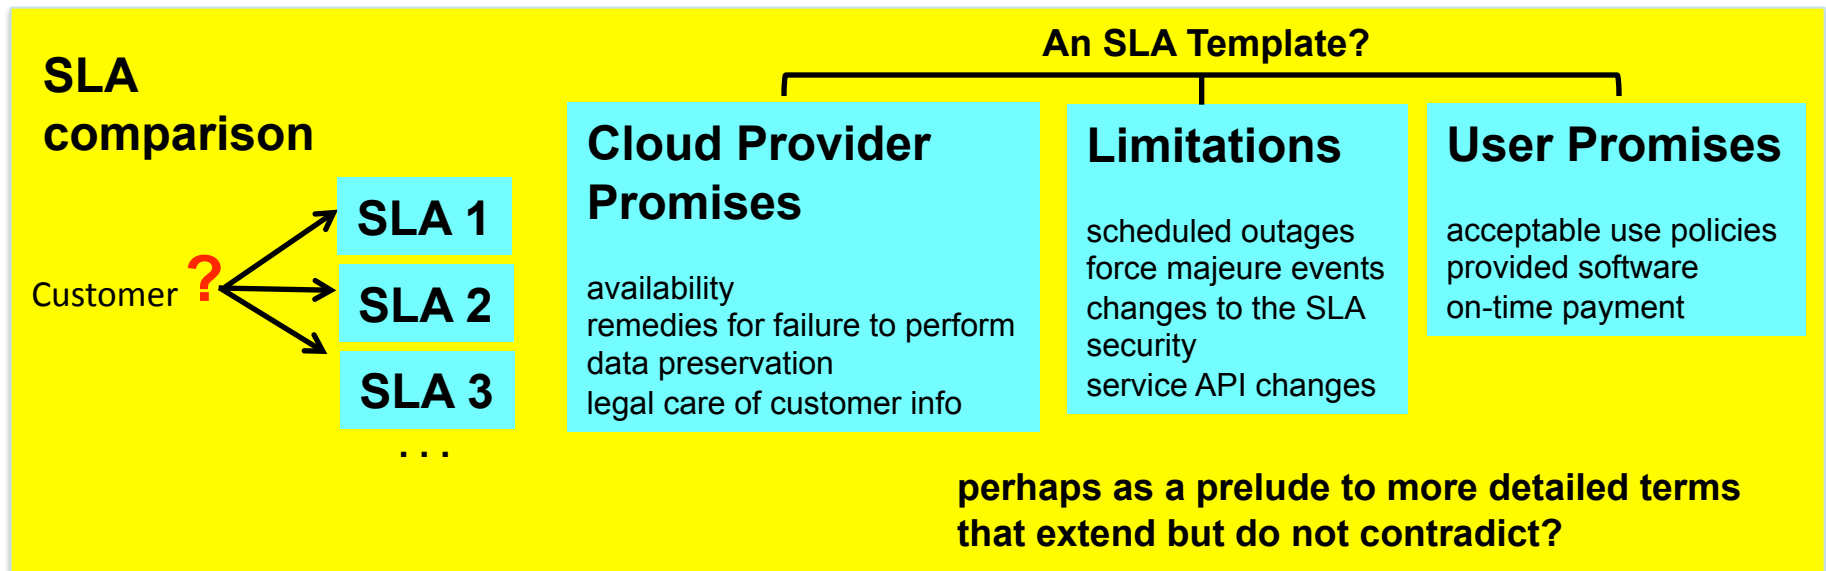 SLA
comparison
Customer ?
SLA 1
SLA 2
SLA 3
. . .
An SLA Template?
Cloud Provider
Promises
availability
remedies for failure to perform
data preservation
legal care of customer info
Limitations
scheduled outages
force majeure events
changes to the SLA
security
service API changes
User Promises
acceptable use policies
provided software
on-time payment
perhaps as a prelude to more detailed terms
that extend but do not contradict?